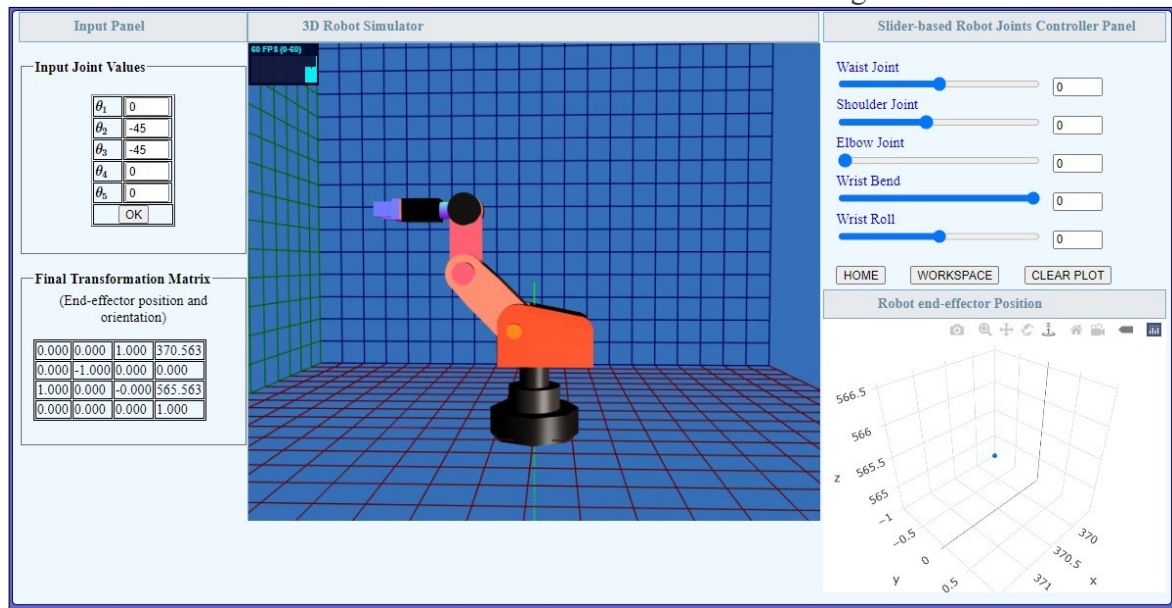 Input Panel
3D Robot Simulator
Slider-based Robot Joints Controller Panel
Input Joint Values
θ1 0
θ2 -45
θ3 -45
θ4 0
θ5 0
OK
Final Transformation Matrix
(End-effector position and
orientation)
0.000 0.000 1.000 370.563
0.000 -1.000 0.000 0.000
1.000 0.000 -0.000 565.563
0.000 0.000 0.000 1.000
60 FPS (0-60)
Waist Joint
0
Shoulder Joint
0
Elbow Joint
0
Wrist Bend
0
Wrist Roll
0
HOME WORKSPACE CLEAR PLOT
Robot end-effector Position
566.5
566
565.5
565
z
−1
−0.5
0
0.5
y
370
370.5
371
x